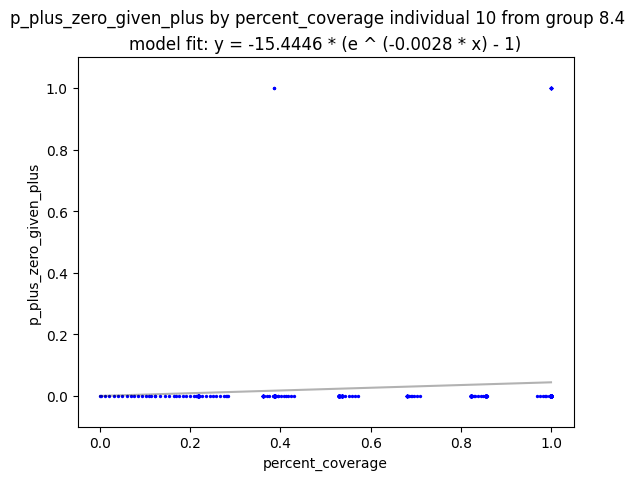 p_plus_zero_given_plus by percent_coverage individual 10 from group 8.4
model fit: y = -15.4446 * (e ^ (-0.0028 * x) - 1)
1.0
0.8
0.6
0.4
0.2
0.0
p_plus_zero_given_plus
0.0 0.2 0.4 0.6 0.8 1.0
percent_coverage